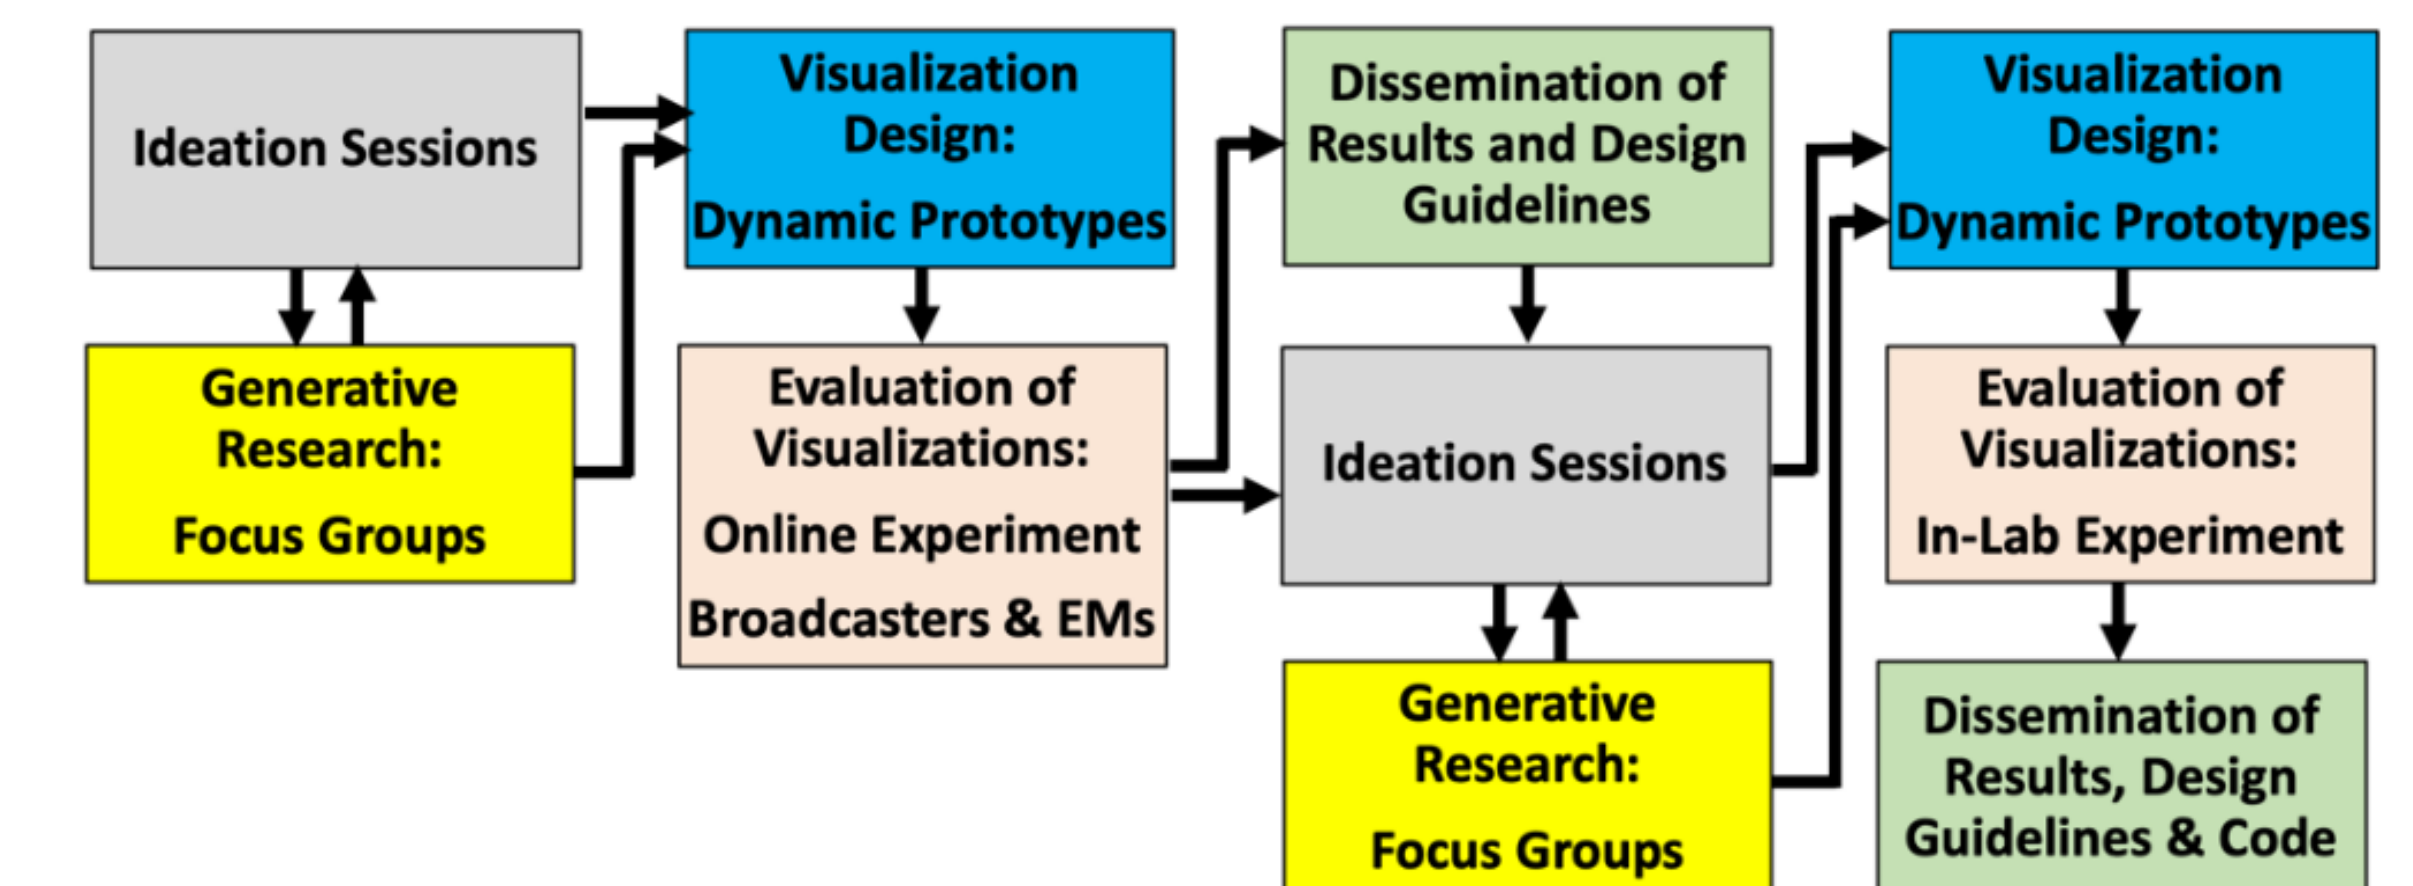 Ideation Sessions
Generative
Research:
Focus Groups
Visualization
Design:
Dynamic Prototypes
Evaluation of
Visualizations:
Online Experiment
Broadcasters & EMs
Dissemination of
Results and Design
Guidelines
Ideation Sessions
Generative
Research:
Focus Groups
Visualization
Design:
Dynamic Prototypes
Evaluation of
Visualizations:
In-Lab Experiment
Dissemination of
Results, Design
Guidelines & Code